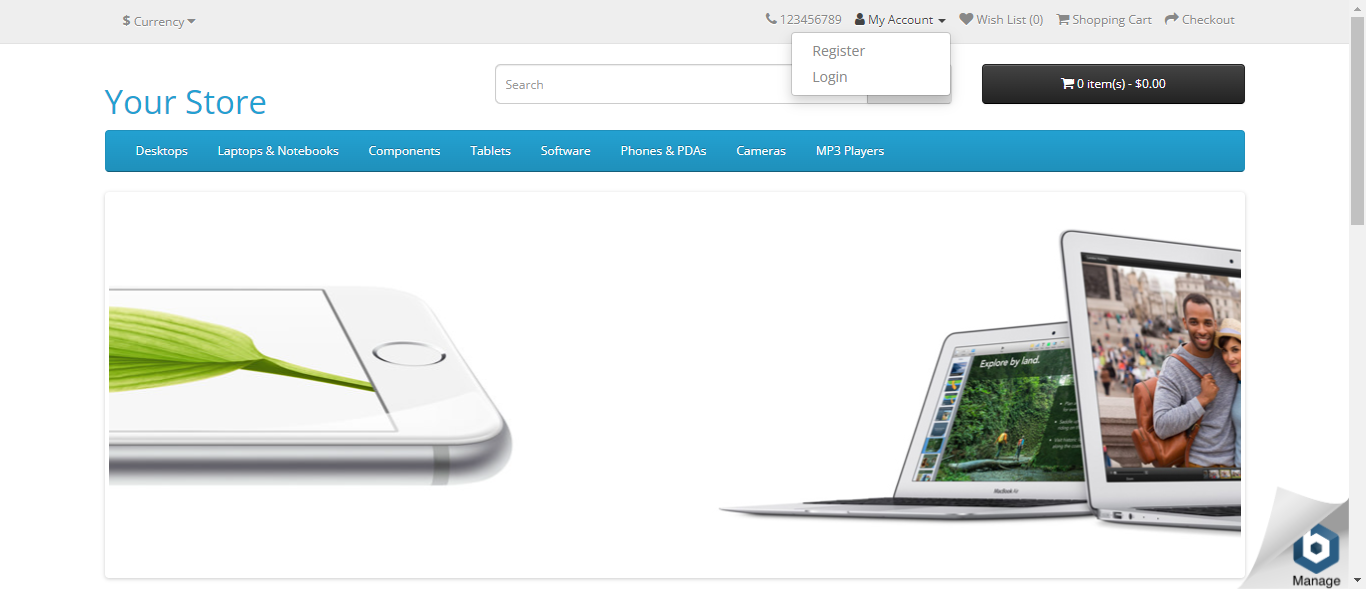 $ Currency
123456789 My Account Wish List (0) Shopping Cart Checkout
Register
Login
Search
0 item(s) - $0.00
Your Store
Desktops Laptops & Notebooks Components Tablets Software Phones & PDAs Cameras MP3 Players
Explore by land.
MacBook Air
Manage